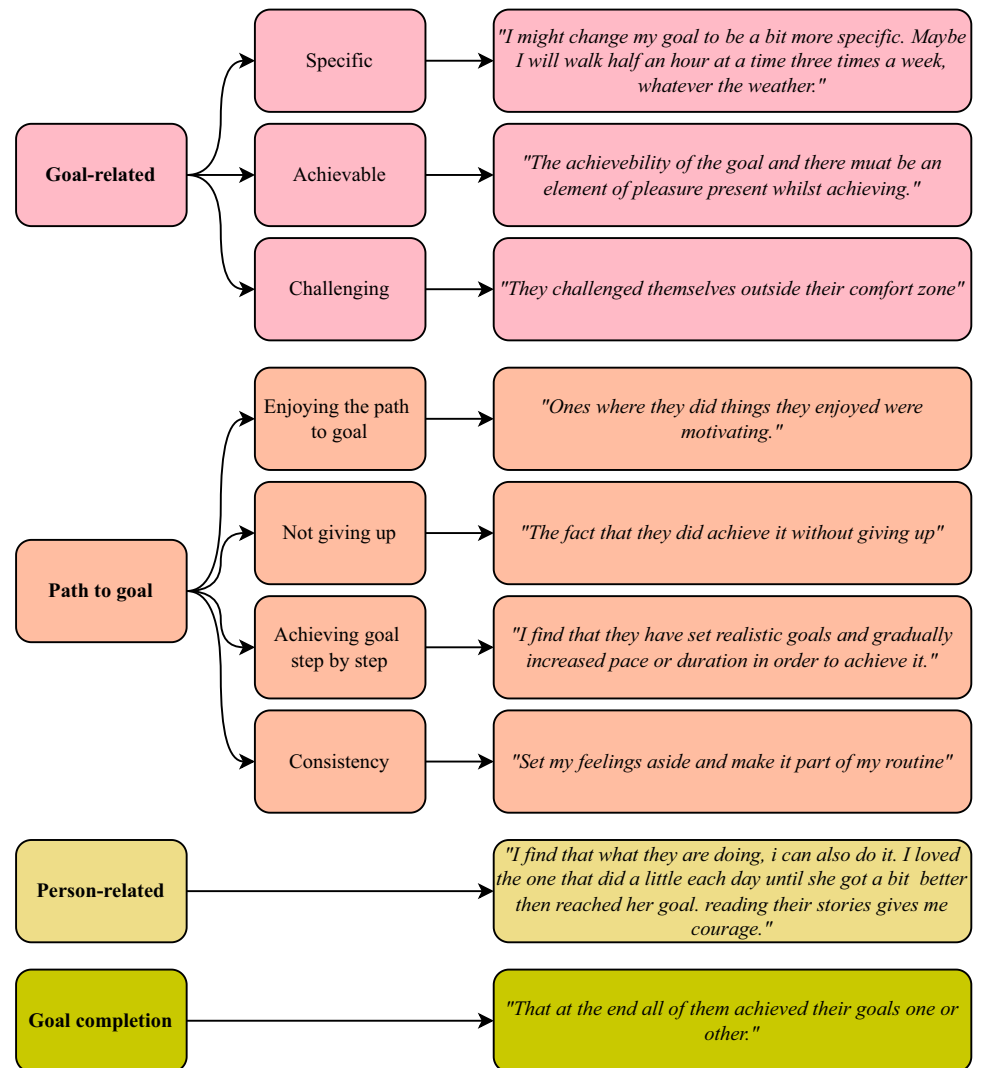 Goal-related
Specific
"I might change my goal to be a bit more specific. Maybe
I will walk half an hour at a time three times a week,
whatever the weather."
Achievable
"The achievebility of the goal and there muat be an
element of pleasure present whilst achieving."
Challenging
"They challenged themselves outside their comfort zone"
Path to goal
Enjoying the path
to goal
"Ones where they did things they enjoyed were
motivating."
Not giving up
"The fact that they did achieve it without giving up"
Achieving goal
step by step
"I find that they have set realistic goals and gradually
increased pace or duration in order to achieve it."
Consistency
"Set my feelings aside and make it part of my routine"
Person-related
"I find that what they are doing, i can also do it. I loved
the one that did a little each day until she got a bit  better
then reached her goal. reading their stories gives me
courage."
Goal completion
"That at the end all of them achieved their goals one or
other."